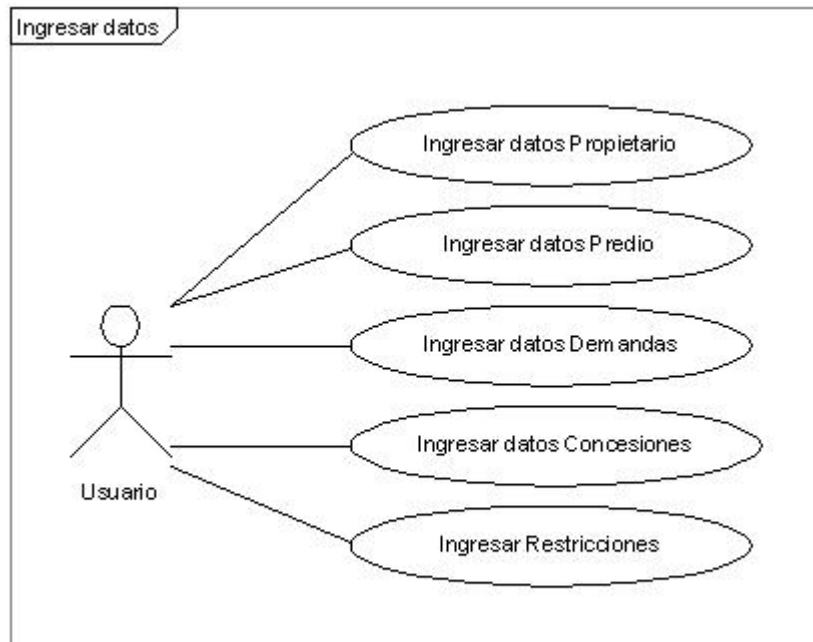 Ingresar datos
Ingresar datos Propietario
Ingresar datos Predio
Ingresar datos Demandas
Ingresar datos Concesiones
Usuario
Ingresar Restricciones